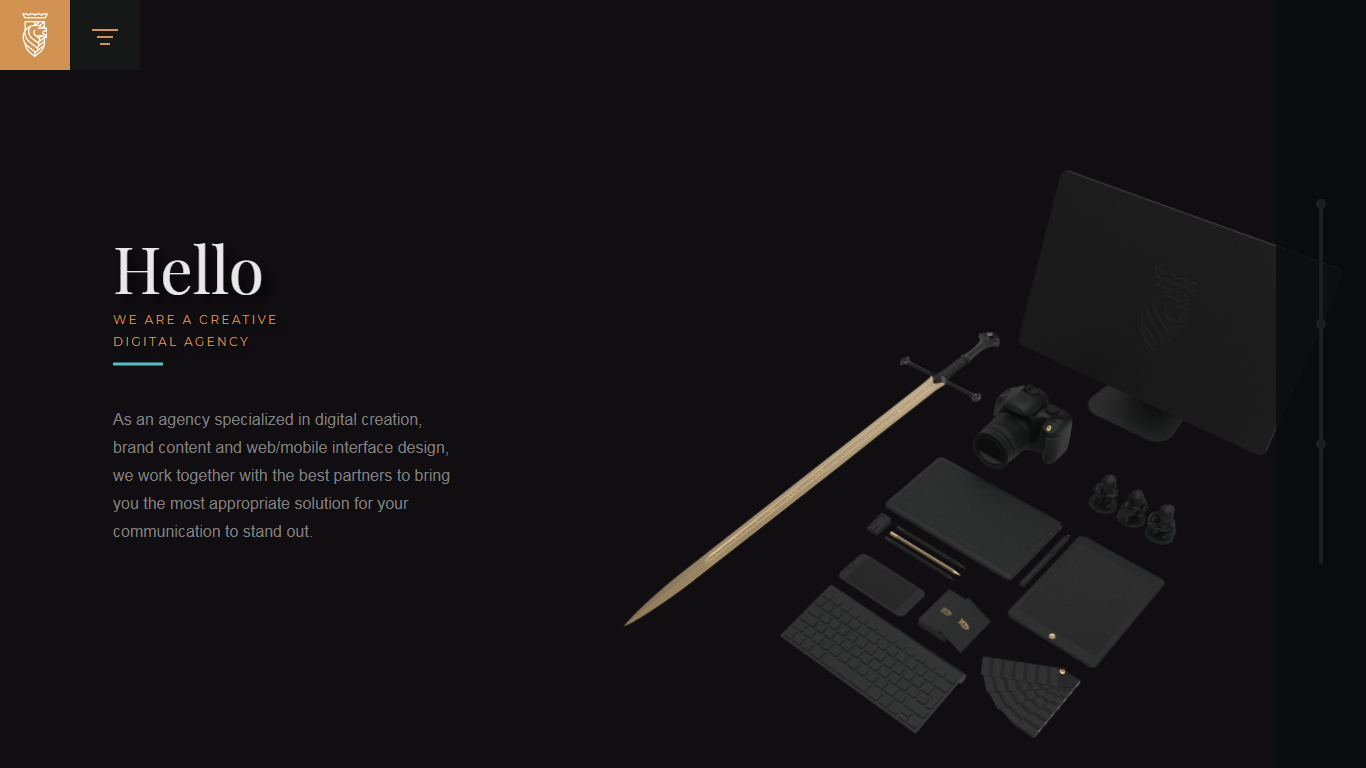 Hello
WE ARE A CREATIVE
DIGITAL AGENCY
As an agency specialized in digital creation,
brand content and web/mobile interface design,
we work together with the best partners to bring
you the most appropriate solution for your
communication to stand out.